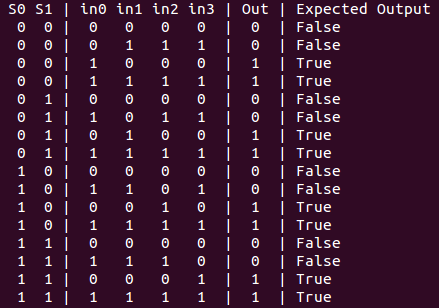 S0 S1 | in0 in1 in2 in3 | Out | Expected Output
0 0 | 0 0 0 0 | 0 | False
0 0 | 0 1 1 1 | 0 | False
0 0 | 1 0 0 0 | 1 | True
0 0 | 1 1 1 1 | 1 | True
0 1 | 0 0 0 0 | 0 | False
0 1 | 1 0 1 1 | 0 | False
0 1 | 0 1 0 0 | 1 | True
0 1 | 1 1 1 1 | 1 | True
1 0 | 0 0 0 0 | 0 | False
1 0 | 1 1 0 1 | 0 | False
1 0 | 0 0 1 0 | 1 | True
1 0 | 1 1 1 1 | 1 | True
1 1 | 0 0 0 0 | 0 | False
1 1 | 1 1 1 0 | 0 | False
1 1 | 0 0 0 1 | 1 | True
1 1 | 1 1 1 1 | 1 | True